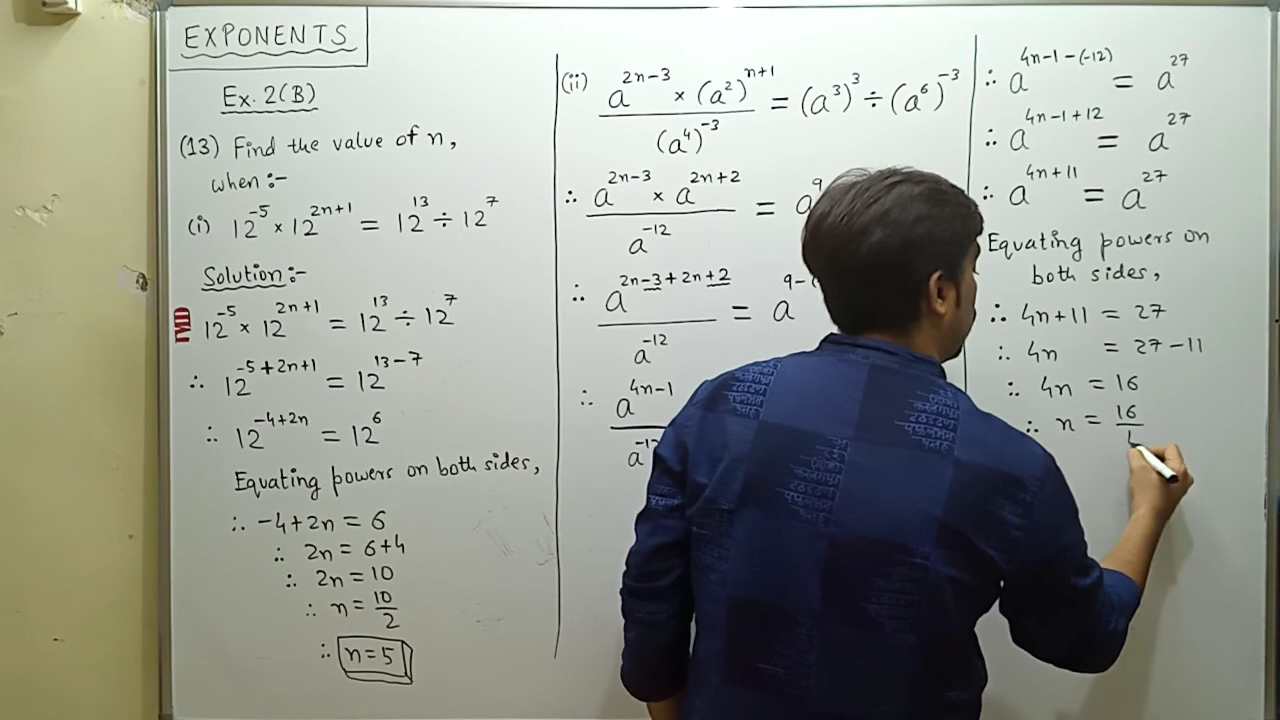 EXPONENTS
Ex. 2(B)
(13) Find the value of n,
when:-
(i) 12^-5 × 12^2n+1 = 12^13 ÷ 12^7
Solution:-
12^-5 × 12^2n+1 = 12^13 ÷ 12^7
∴ 12^-5+2n+1 = 12^13-7
∴ 12^-4+2n = 12^6
Equating powers on both sides,
∴ -4+2n = 6
∴ 2n = 6+4
∴ 2n = 10
∴ n = 10/2
∴ n = 5
(ii) a^2n-3 × (a^2)^n+1 / (a^4)^-3 = (a^3)^3 ÷ (a^6)^-3
∴ a^2n-3 × a^2n+2 / a^-12 = a^9
∴ a^2n-3+2n+2 / a^-12 = a^9-
∴ a^4n-1 / a^-12
∴ a^4n-1-(-12) = a^27
∴ a^4n-1+12 = a^27
∴ a^4n+11 = a^27
Equating powers on
both sides,
∴ 4n+11 = 27
∴ 4n = 27-11
∴ 4n = 16
∴ n = 16/